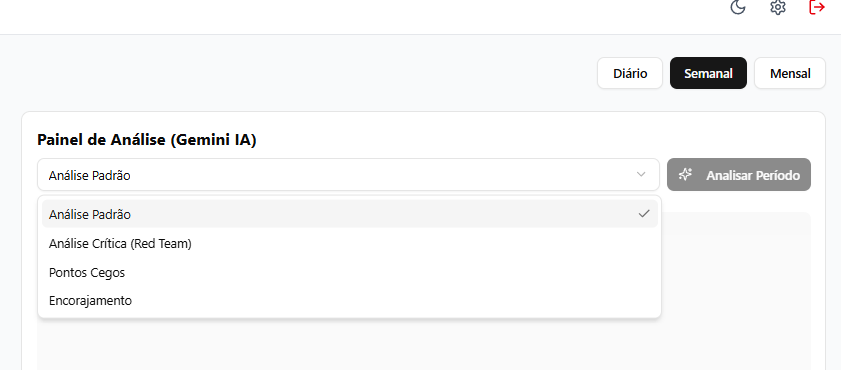 Diário
Semanal
Mensal
Painel de Análise (Gemini IA)
Análise Padrão
Analisar Período
Análise Padrão
Análise Crítica (Red Team)
Pontos Cegos
Encorajamento